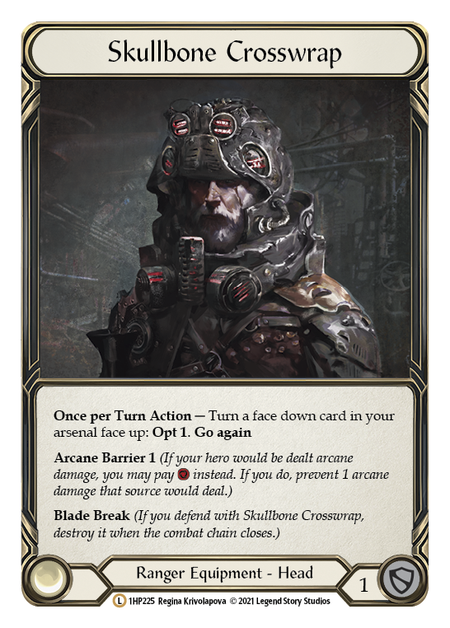 Skullbone Crosswrap
Once per Turn Action — Turn a face down card in your
arsenal face up: Opt 1. Go again
Arcane Barrier 1 (If your hero would be dealt arcane
damage, you may pay instead. If you do, prevent 1 arcane
damage that source would deal.)
Blade Break (If you defend with Skullbone Crosswrap,
destroy it when the combat chain closes.)
Ranger Equipment - Head
1
L 1HP225 Regina Krivolapova © 2021 Legend Story Studios